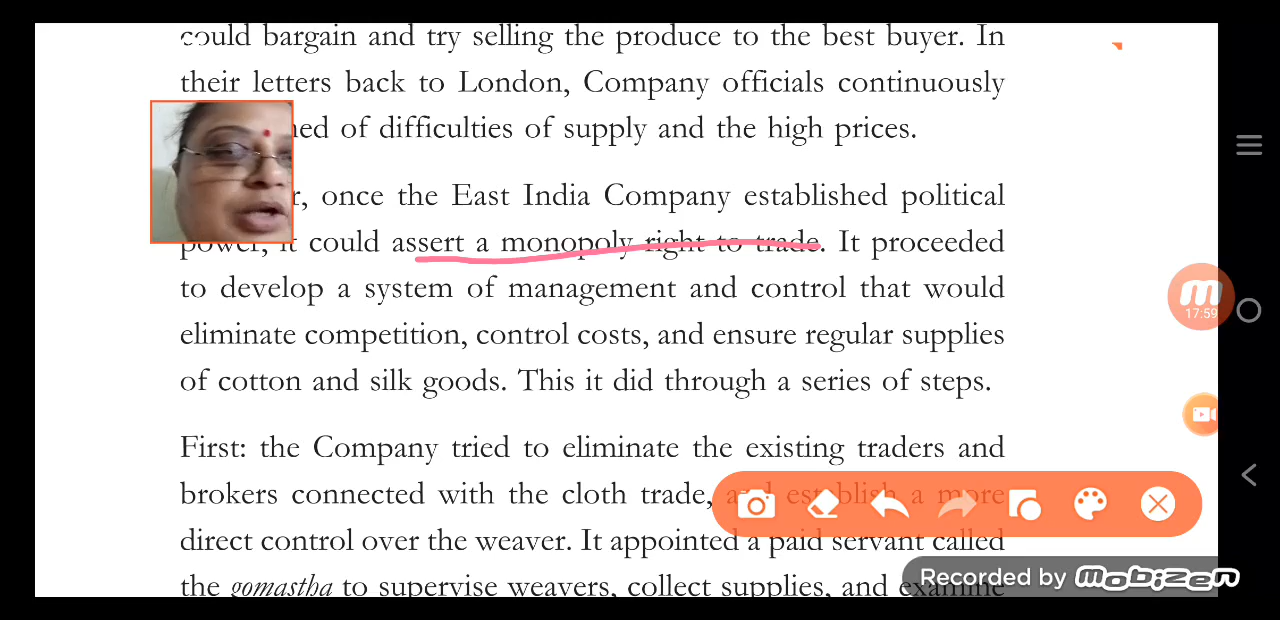 could bargain and try selling the produce to the best buyer. In
their letters back to London, Company officials continuously
of difficulties of supply and the high prices.
once the East India Company established political
power, it could assert a monopoly right to trade. It proceeded
to develop a system of management and control that would
eliminate competition, control costs, and ensure regular supplies
of cotton and silk goods. This it did through a series of steps.
First: the Company tried to eliminate the existing traders and
brokers connected with the cloth trade, and establish a more
direct control over the weaver. It appointed a paid servant called
the gomastha to supervise weavers, collect supplies, and examine
17:59
Recorded by mobizen